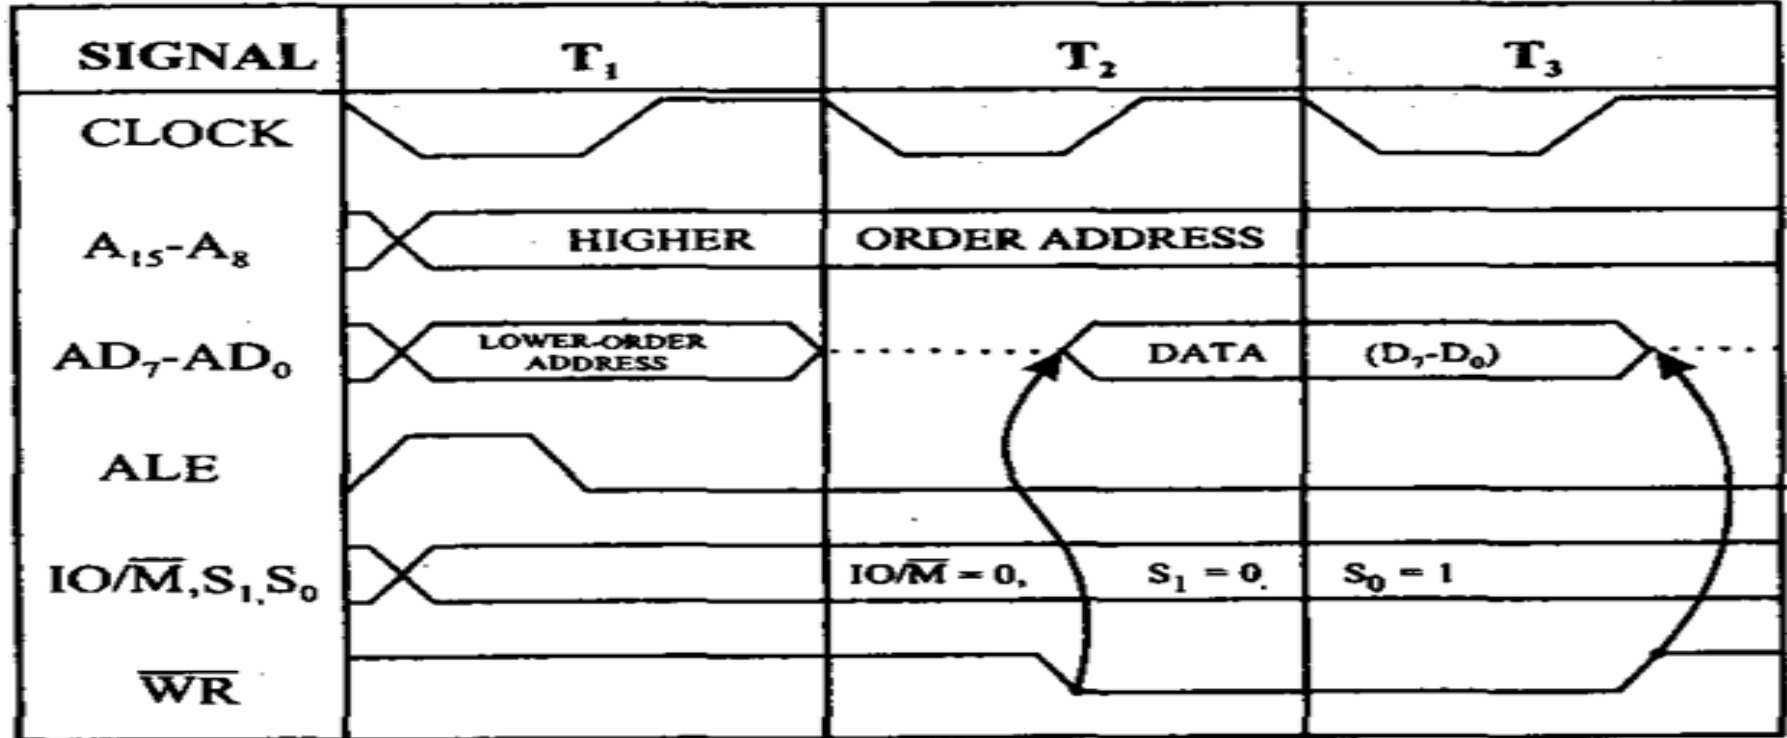 SIGNAL T₁ T₂ T₃
CLOCK
A₁₅-A₈ HIGHER ORDER ADDRESS
AD₇-AD₀ LOWER-ORDER ADDRESS DATA (D₇-D₀)
ALE
IO/M̅,S₁,S₀ IO/M̅ = 0, S₁ = 0, S₀ = 1
W̅R̅